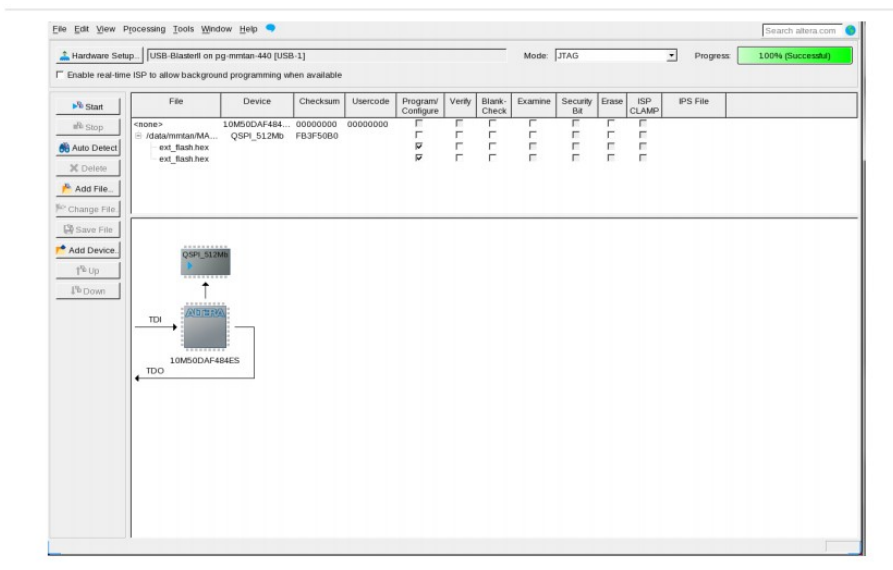 File Edit View Processing Tools Window Help
Search altera.com
Hardware Setup... USB-BlasterII on pg-mmtan-440 [USB-1] Mode: JTAG Progress: 100% (Successful)
Enable real-time ISP to allow background programming when available
Start
Stop
Auto Detect
Delete
Add File...
Change File.
Save File
Add Device.
Up
Down
File Device Checksum Usercode Program/ Configure Verify Blank- Check Examine Security Bit Erase ISP CLAMP IPS File
<none> 10M50DAF484... 00000000 00000000
/data/mmtan/MA... QSPI_512Mb FB3F50B0
ext_flash.hex
ext_flash.hex
QSPI_512Mb
TDI
ALTERA
10M50DAF484ES
TDO